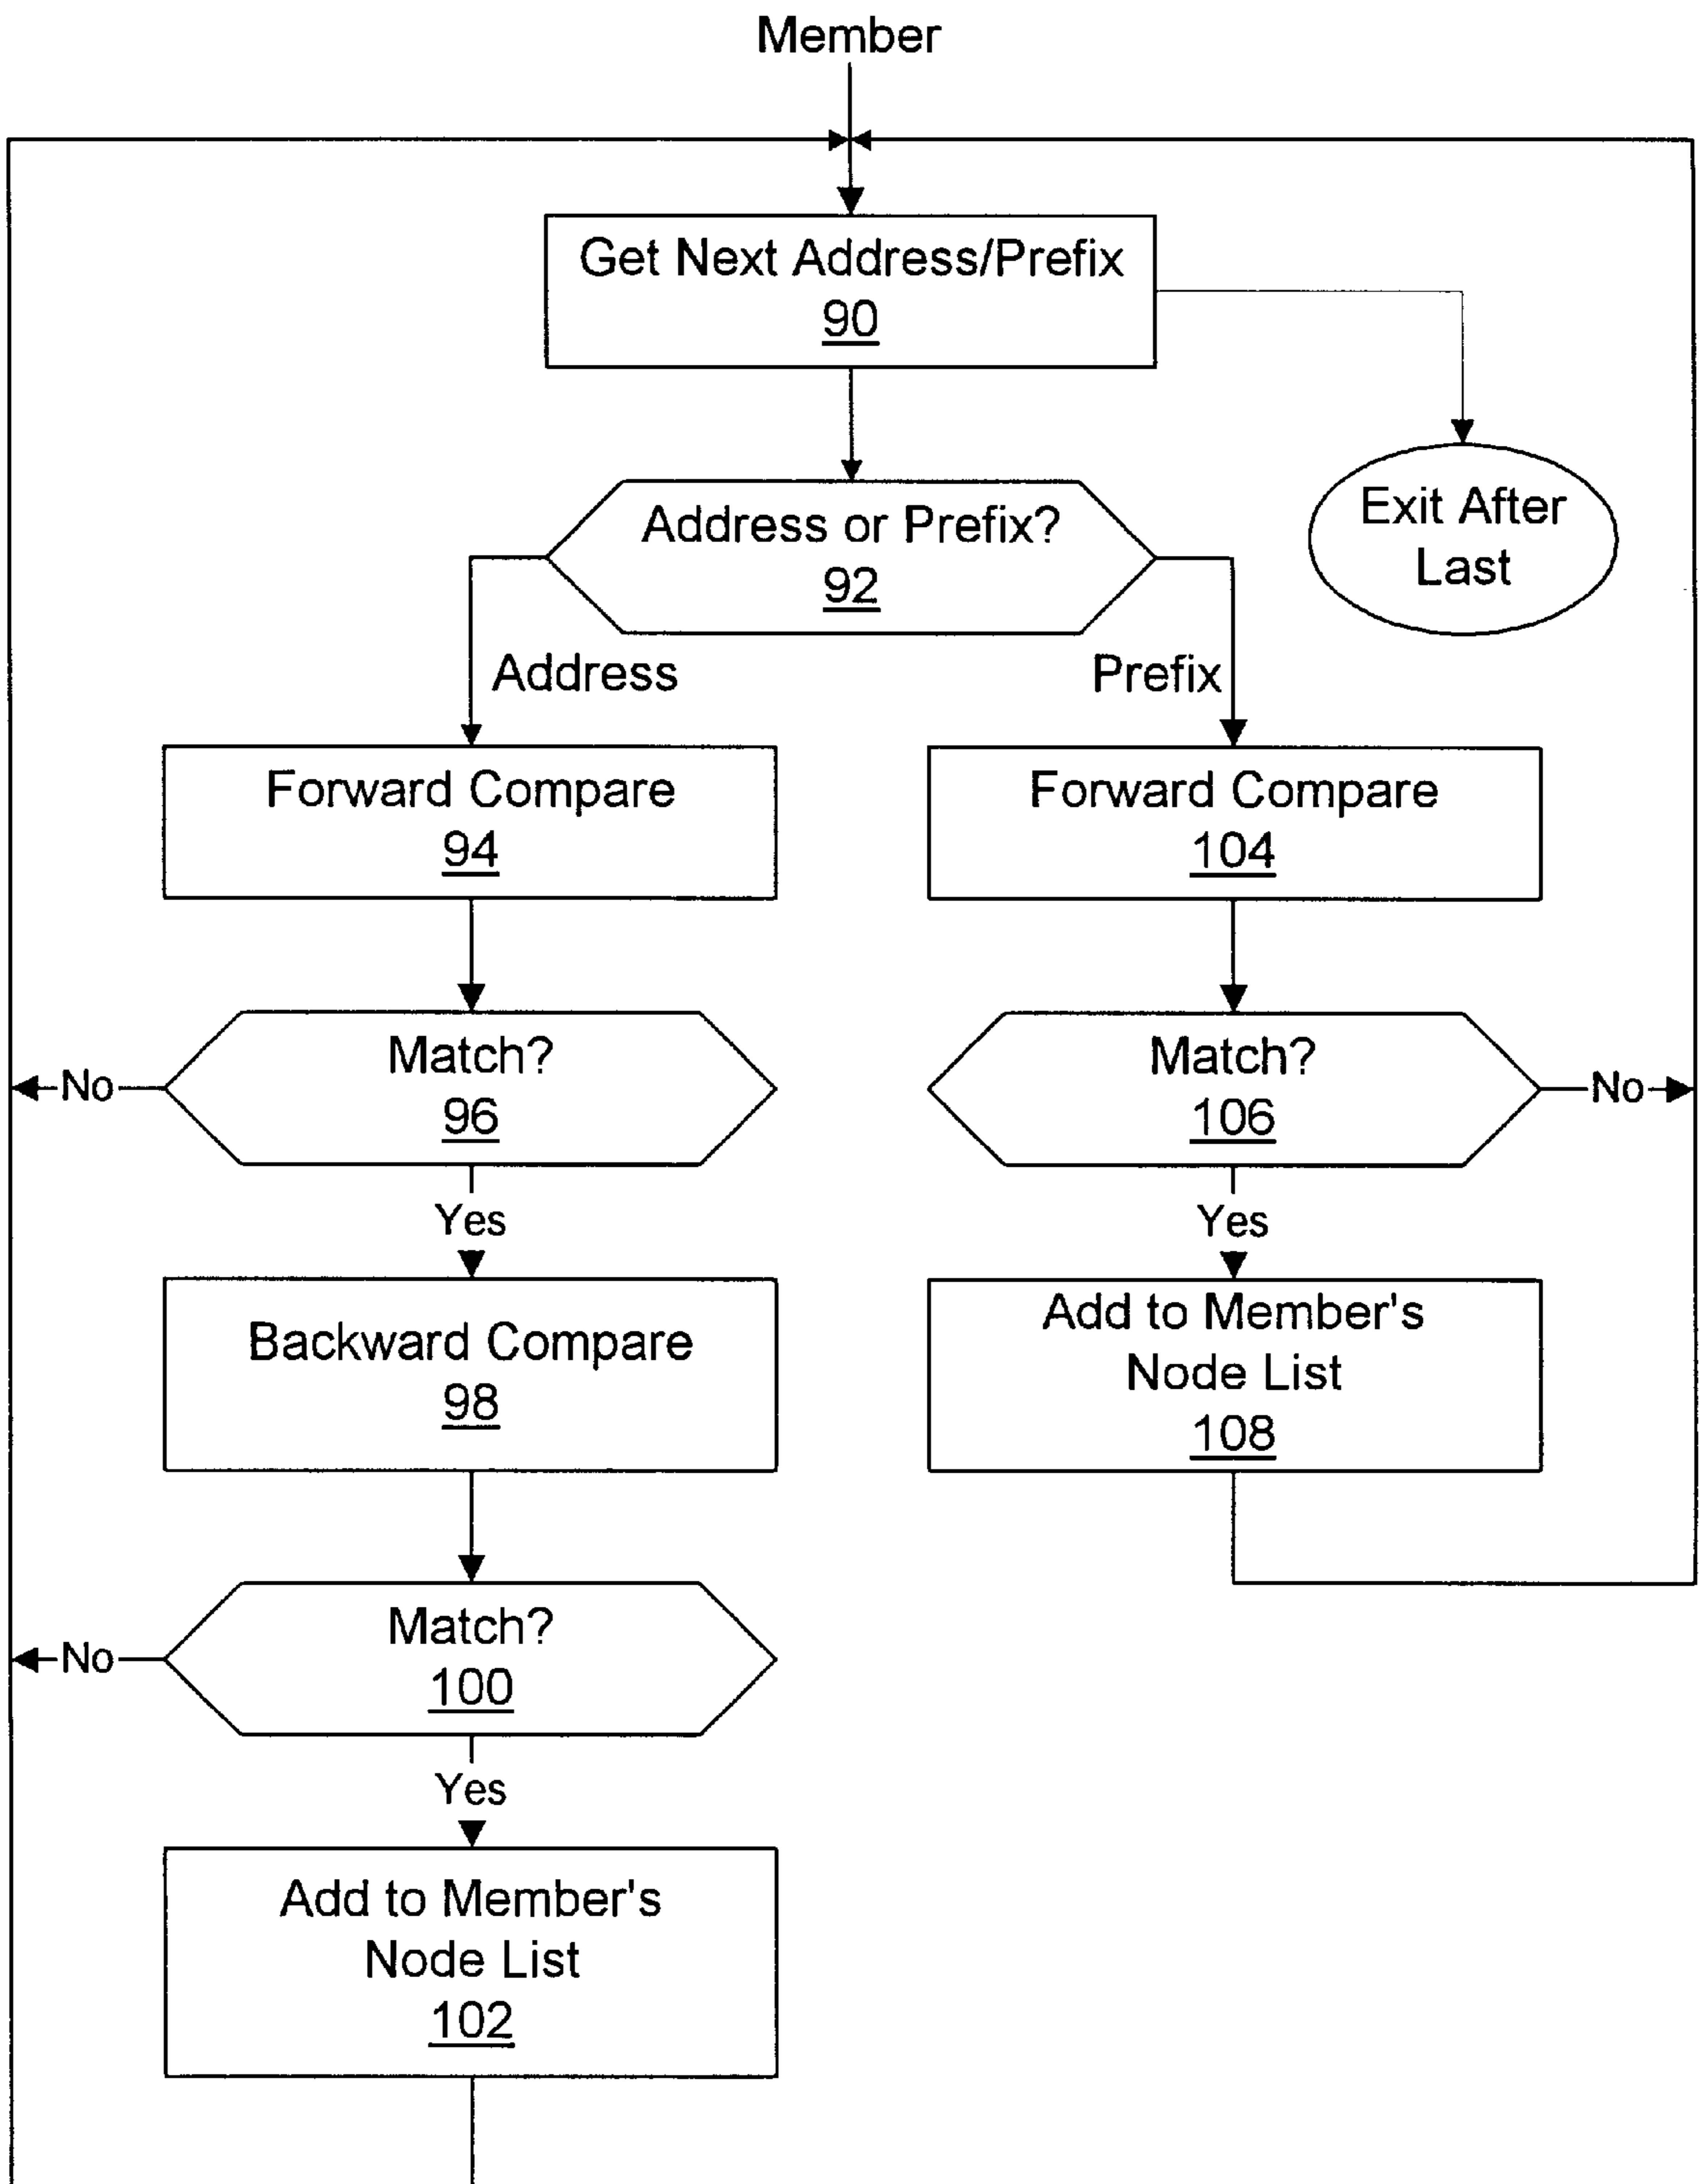 Member
Get Next Address/Prefix
90
Address or Prefix?
92
Exit After
Last
Address
Prefix
Forward Compare
94
Forward Compare
104
Match?
96
No
Match?
106
No
Yes
Yes
Backward Compare
98
Add to Member's
Node List
108
Match?
100
No
Yes
Add to Member's
Node List
102